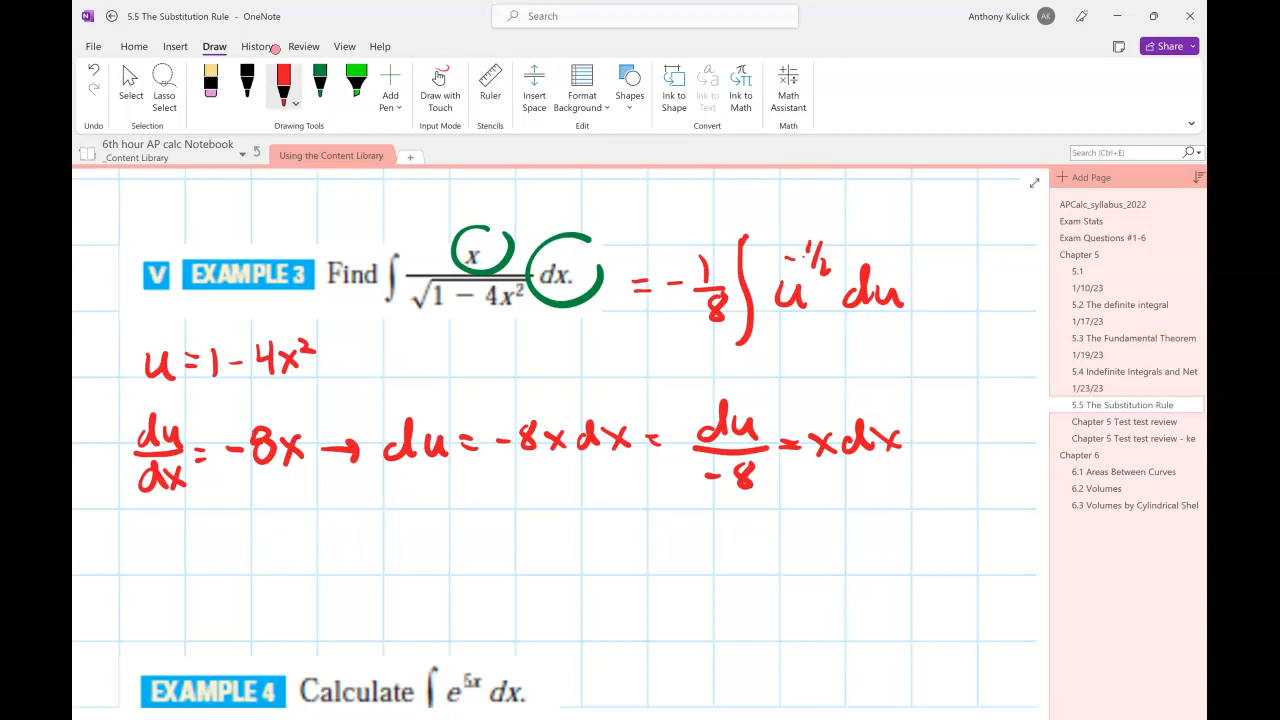 5.5 The Substitution Rule - OneNote
Search
Anthony Kulick AK
File Home Insert Draw History Review View Help
Share
Undo
Select
Lasso Select
Add Pen
Draw with Touch
Ruler
Insert Space
Format Background
Shapes
Ink to Shape
Ink to Text
Ink to Math
Math Assistant
Undo Selection Drawing Tools Input Mode Stencils Edit Convert Math
6th hour AP calc Notebook
_Content Library
Using the Content Library
+
Search (Ctrl+E)
V EXAMPLE 3 Find ∫ x / √1 − 4x² dx. = - 1/8 ∫ u^-1/2 du
u = 1 - 4x²
du/dx = -8x → du = -8x dx = du/-8 = x dx
EXAMPLE 4 Calculate ∫ e^5x dx.
+ Add Page
APCalc_syllabus_2022
Exam Stats
Exam Questions #1-6
Chapter 5
5.1
1/10/23
5.2 The definite integral
1/17/23
5.3 The Fundamental Theorem
1/19/23
5.4 Indefinite Integrals and Net
1/23/23
5.5 The Substitution Rule
Chapter 5 Test test review
Chapter 5 Test test review - ke
Chapter 6
6.1 Areas Between Curves
6.2 Volumes
6.3 Volumes by Cylindrical Shel